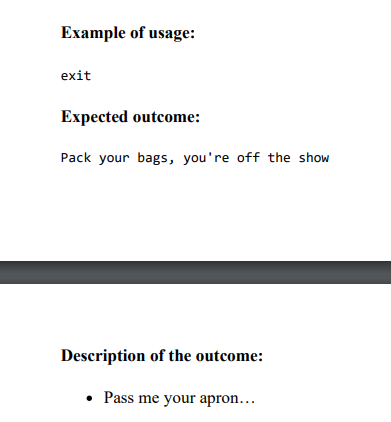 Example of usage:
exit
Expected outcome:
Pack your bags, you're off the show
Description of the outcome:
• Pass me your apron…